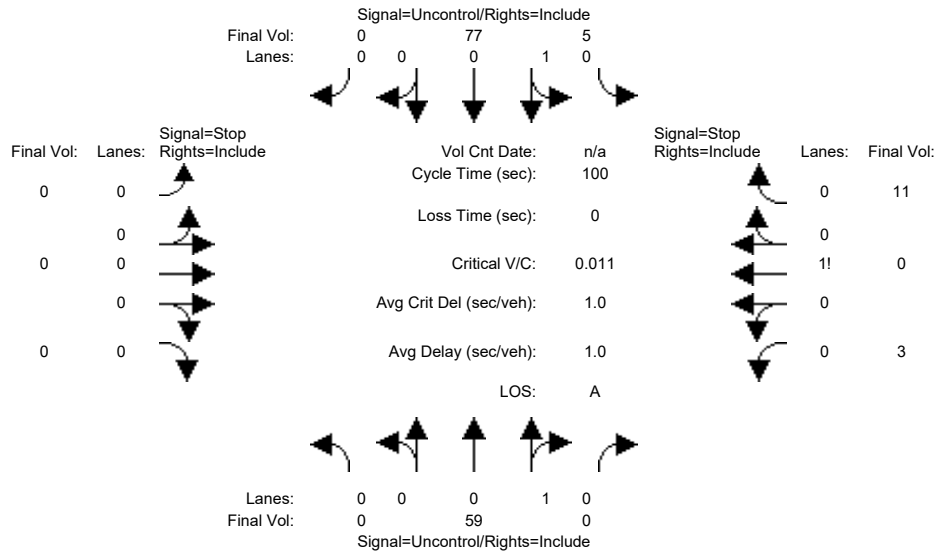 Signal=Uncontrol/Rights=Include
Final Vol: 0 77 5
Lanes: 0 0 0 1 0
Signal=Stop
Final Vol: Lanes: Rights=Include
Vol Cnt Date: n/a
Signal=Stop
Rights=Include Lanes: Final Vol:
Cycle Time (sec): 100
0 0
0 11
Loss Time (sec): 0
0
0
0 0
Critical V/C: 0.011
1! 0
0
Avg Crit Del (sec/veh): 1.0
0
0 0
Avg Delay (sec/veh): 1.0
0 3
LOS: A
Lanes: 0 0 0 1 0
Final Vol: 0 59 0
Signal=Uncontrol/Rights=Include